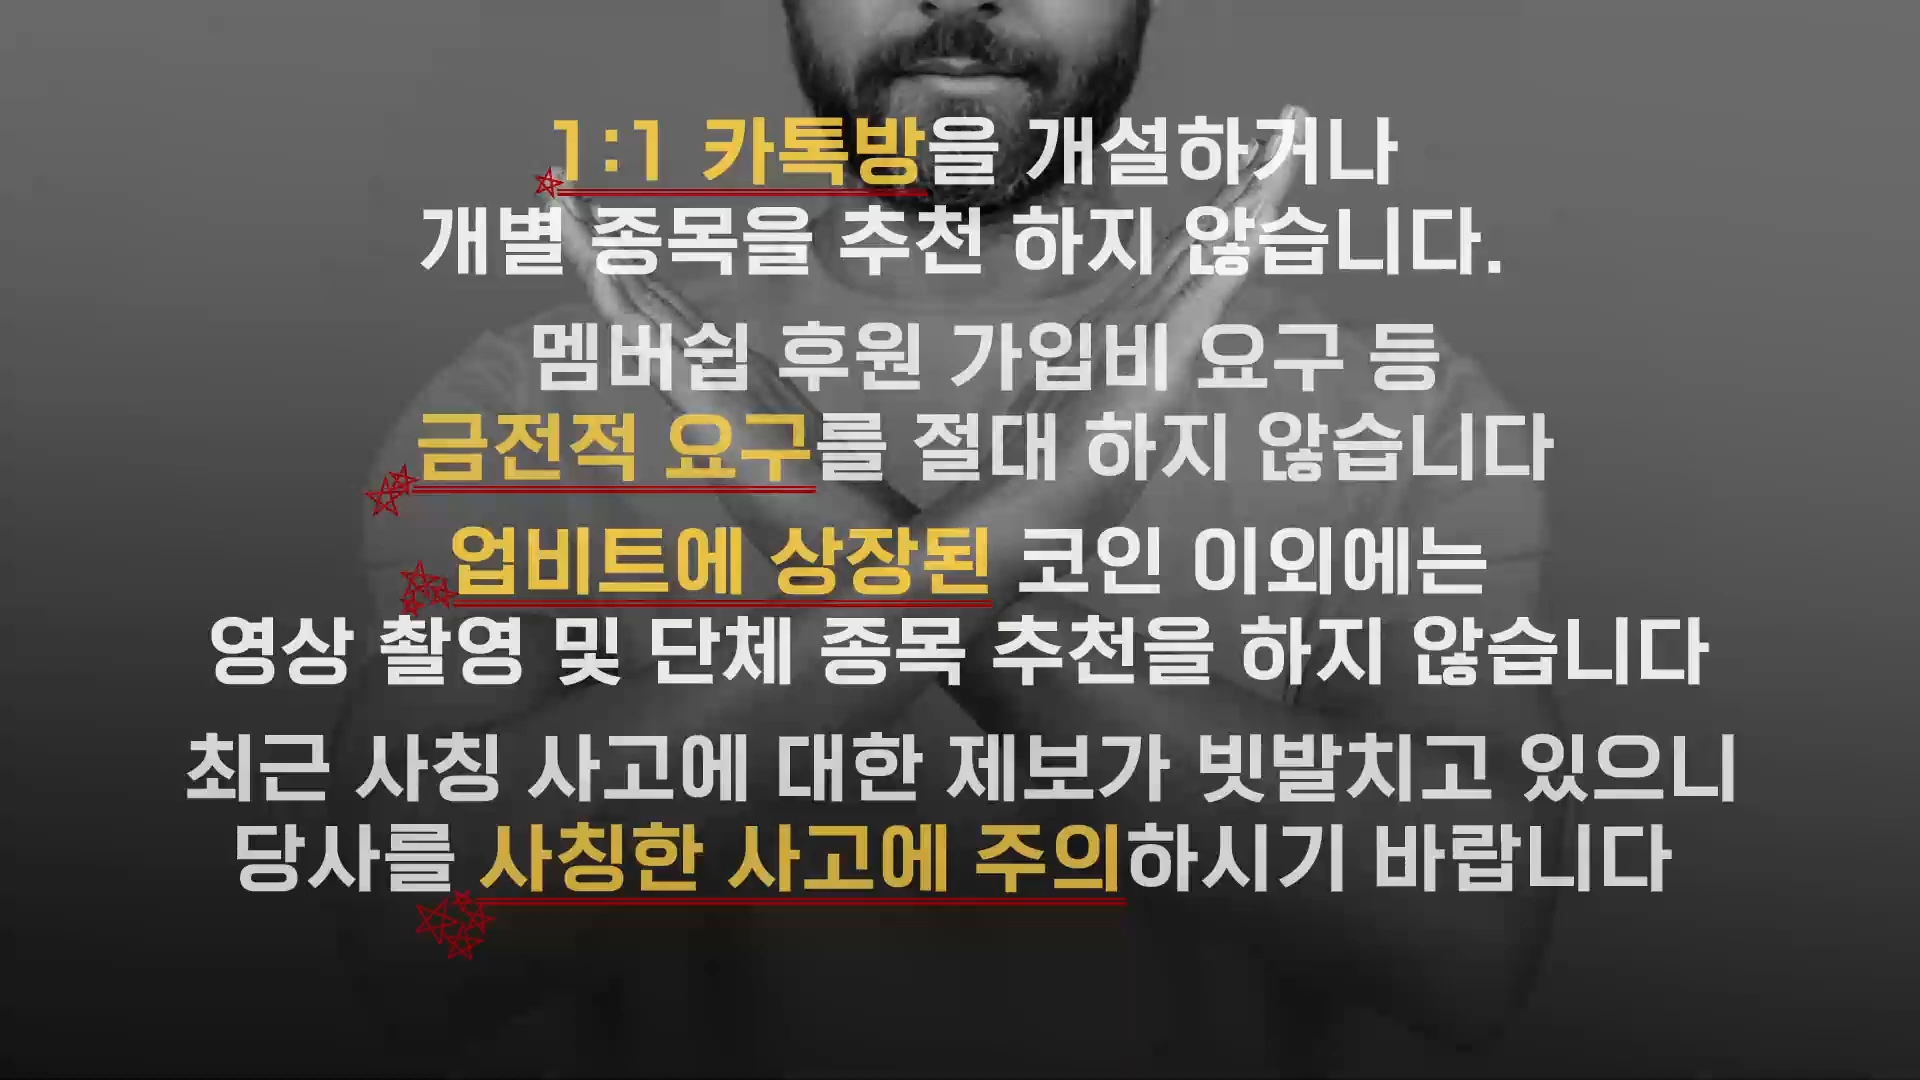 1:1 카톡방을 개설하거나
개별 종목을 추천 하지 않습니다.
멤버쉽 후원 가입비 요구 등
금전적 요구를 절대 하지 않습니다
업비트에 상장된 코인 이외에는
영상 촬영 및 단체 종목 추천을 하지 않습니다
최근 사칭 사고에 대한 제보가 빗발치고 있으니
당사를 사칭한 사고에 주의하시기 바랍니다